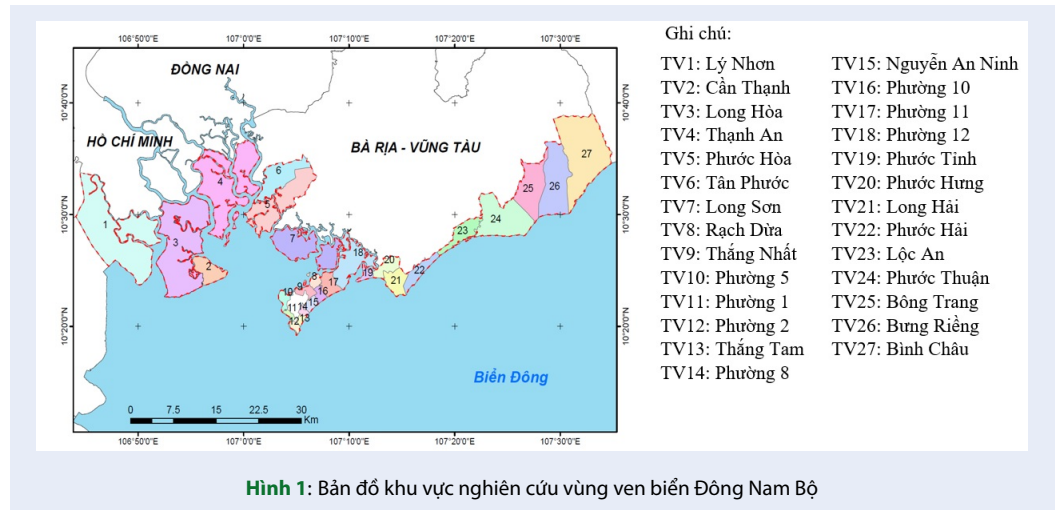 106°50'0"E 107°0'0"E 107°10'0"E 107°20'0"E 107°30'0"E
10°40'0"N
10°30'0"N
10°20'0"N
10°40'0"N
10°30'0"N
10°20'0"N
ĐỒNG NAI
HỒ CHÍ MINH
BÀ RỊA - VŨNG TÀU
Biển Đông
1
2
3
4
5
6
7
8
9
10
11
12
13
14
15
16
17
18
19
20
21
22
23
24
25
26
27
0 7.5 15 22.5 30
Km
106°50'0"E 107°0'0"E 107°10'0"E 107°20'0"E 107°30'0"E
Ghi chú:
TV1: Lý Nhơn
TV2: Cần Thạnh
TV3: Long Hòa
TV4: Thạnh An
TV5: Phước Hòa
TV6: Tân Phước
TV7: Long Sơn
TV8: Rạch Dừa
TV9: Thắng Nhất
TV10: Phường 5
TV11: Phường 1
TV12: Phường 2
TV13: Thắng Tam
TV14: Phường 8
TV15: Nguyễn An Ninh
TV16: Phường 10
TV17: Phường 11
TV18: Phường 12
TV19: Phước Tỉnh
TV20: Phước Hưng
TV21: Long Hải
TV22: Phước Hải
TV23: Lộc An
TV24: Phước Thuận
TV25: Bông Trang
TV26: Bưng Riềng
TV27: Bình Châu
Hình 1: Bản đồ khu vực nghiên cứu vùng ven biển Đông Nam Bộ